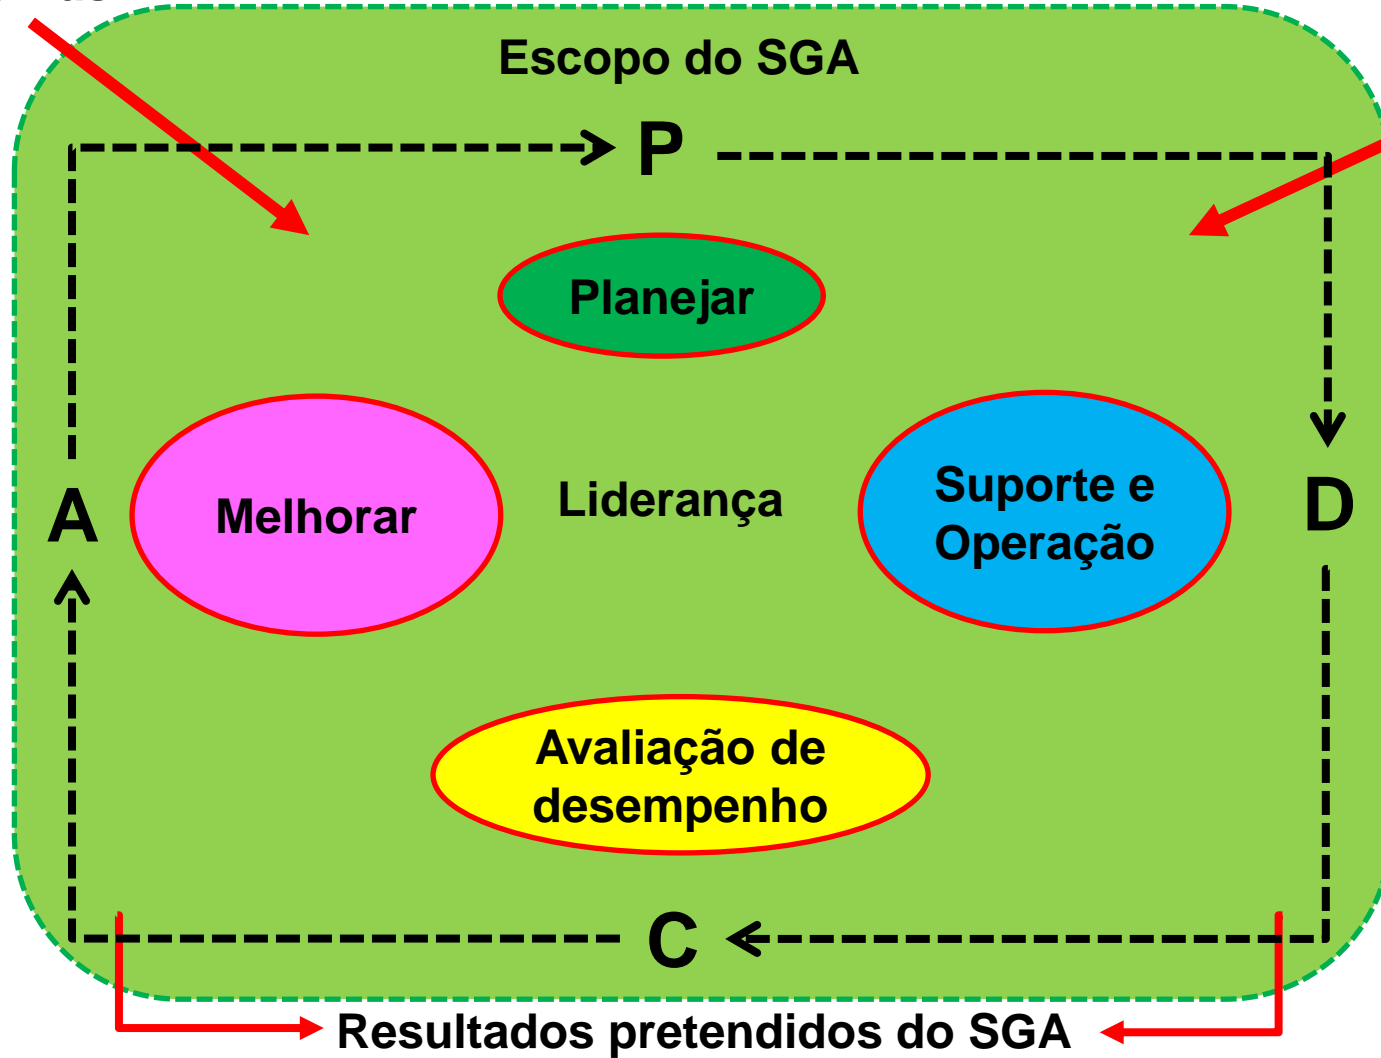 Escopo do SGA
P
Planejar
A
Melhorar
Liderança
Suporte e
Operação
D
Avaliação de
desempenho
C
Resultados pretendidos do SGA